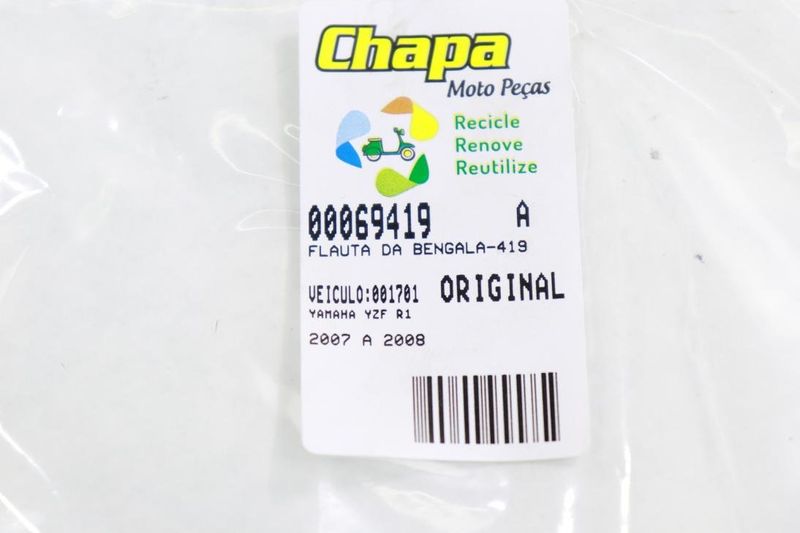 Chapa
Moto Peças
Recicle
Renove
Reutilize
00069419 A
FLAUTA DA BENGALA-419
VEICULO:001701 ORIGINAL
YAMAHA YZF R1
2007 A 2008